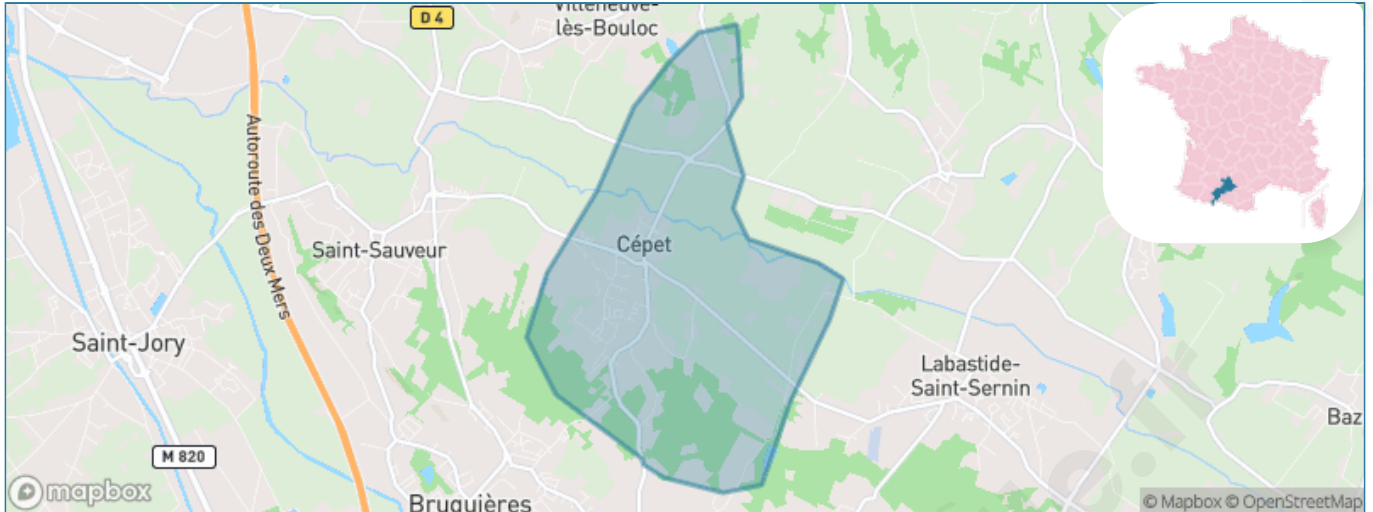 Villeneuve-
lès-Bouloc
D 4
Autoroute des Deux Mers
Saint-Sauveur
Cépet
Saint-Jory
Labastide-
Saint-Sernin
Baz
M 820
Bruguières
mapbox
© Mapbox © OpenStreetMap